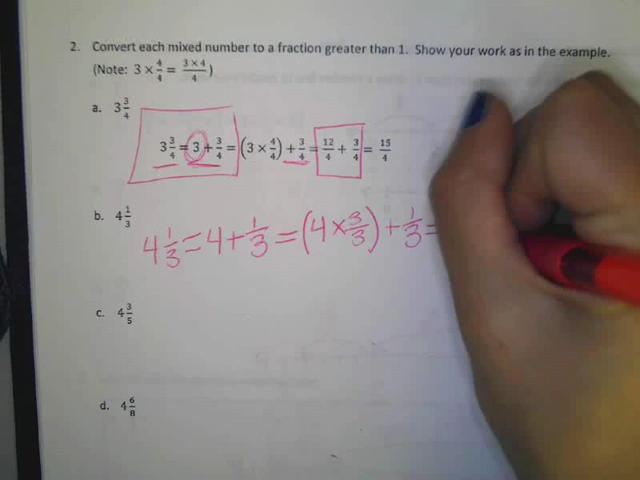 2. Convert each mixed number to a fraction greater than 1. Show your work as in the example.
(Note: 3 × 4/4 = 3 × 4/4)
a. 3 3/4
3 3/4 = 3 + 3/4 = (3 × 4/4) + 3/4 = 12/4 + 3/4 = 15/4
b. 4 1/3
4 1/3 = 4 + 1/3 = (4 × 3/3) + 1/3 =
c. 4 3/5
d. 4 6/8